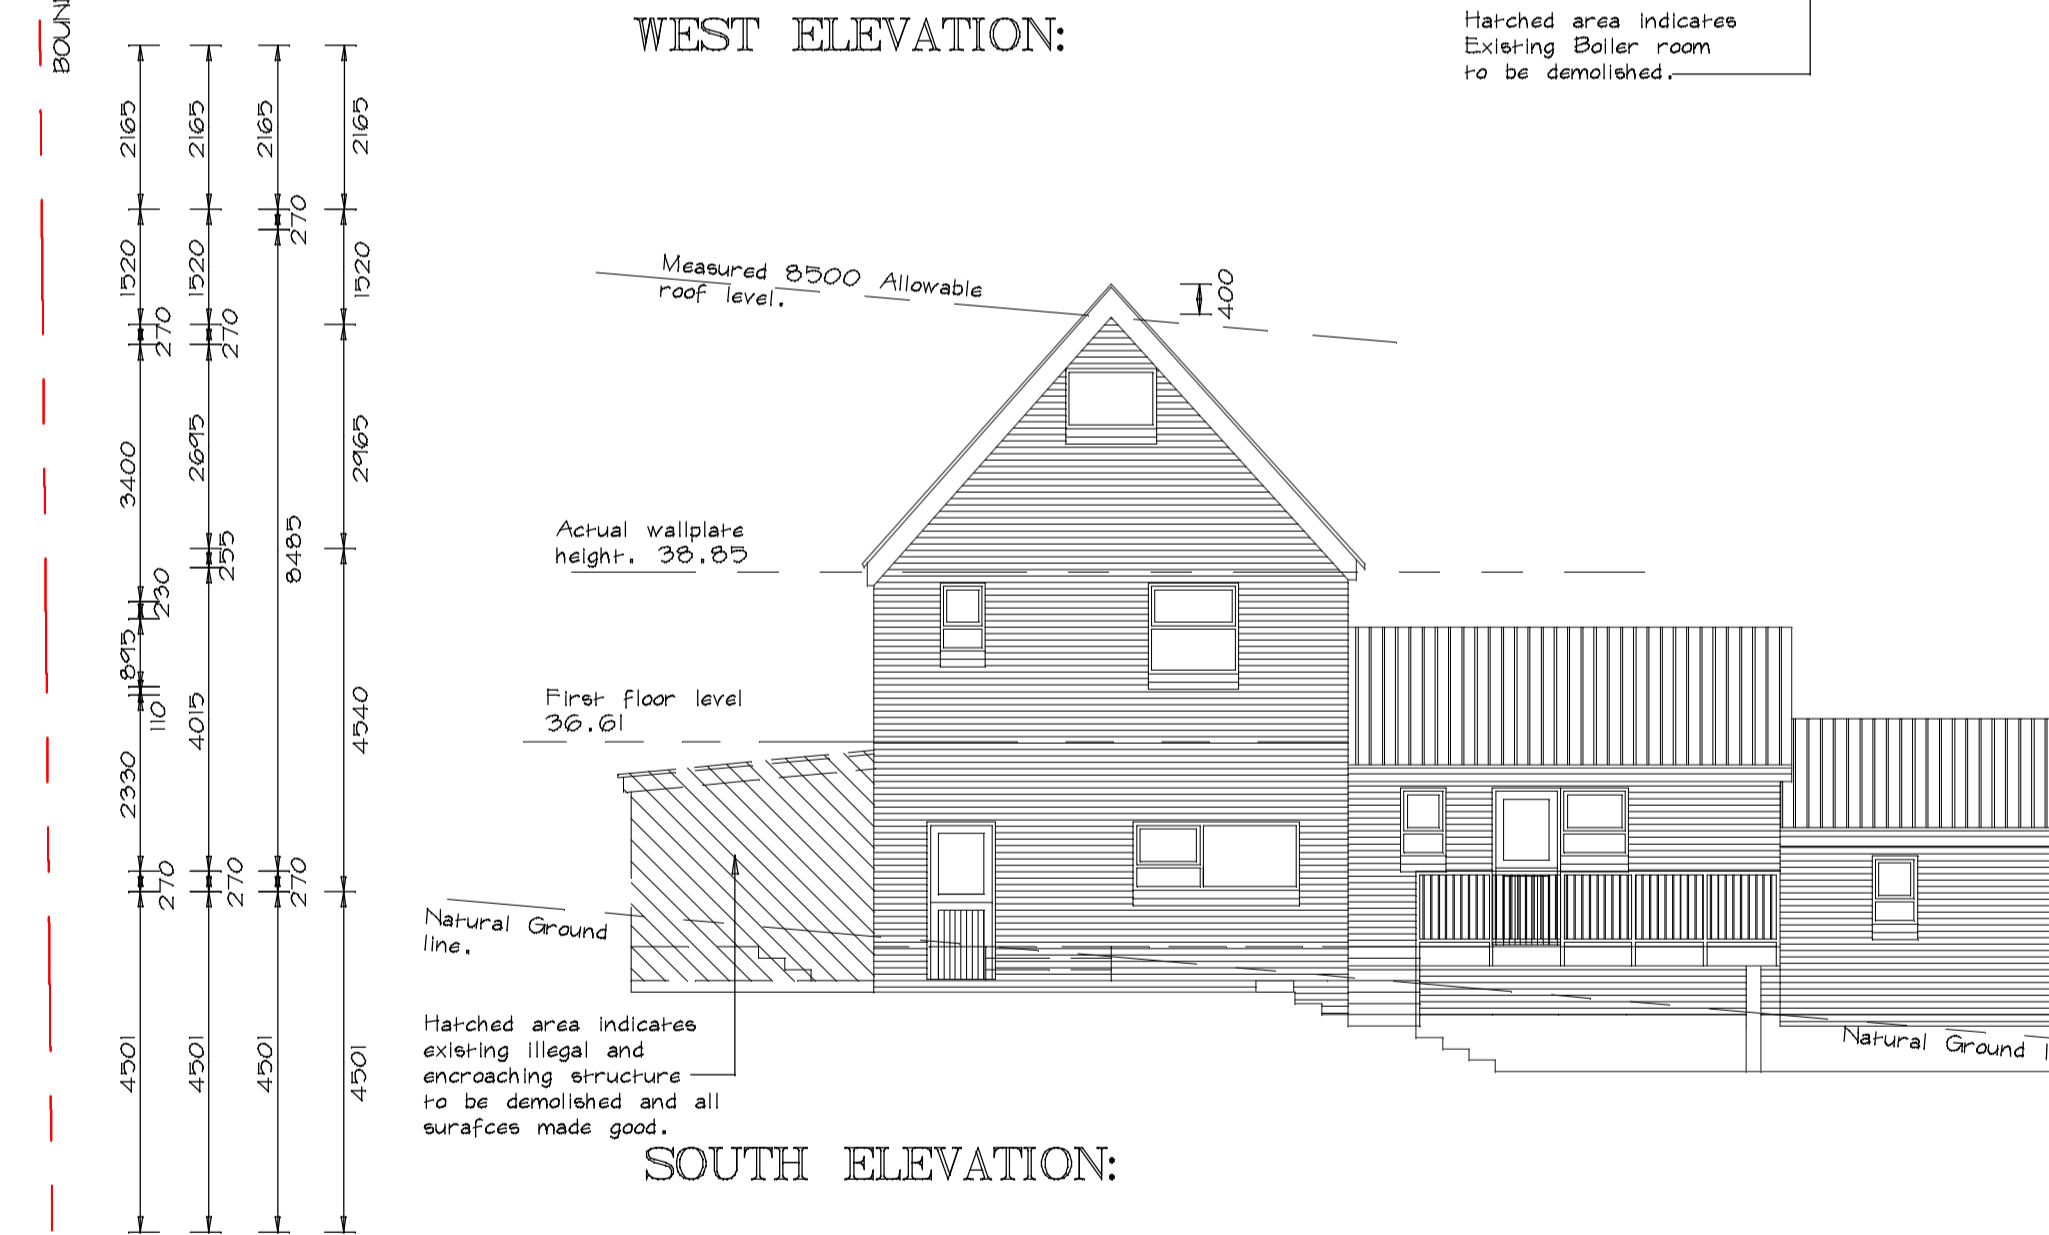 BOUN
WEST ELEVATION:
Hatched area indicates
Existing Boiler room
to be demolished.
2165
2165
2165
2165
270
1520
1520
1520
270
270
3400
2695
2965
255
8485
230
895
110
4015
4540
2330
270
270
270
4501
4501
4501
4501
Measured 8500 Allowable
roof level.
400
Actual wallplate
height. 38.85
First floor level
36.61
Natural Ground
line.
Hatched area indicates
existing illegal and
encroaching structure
to be demolished and all
surafces made good.
Natural Ground l
SOUTH ELEVATION: